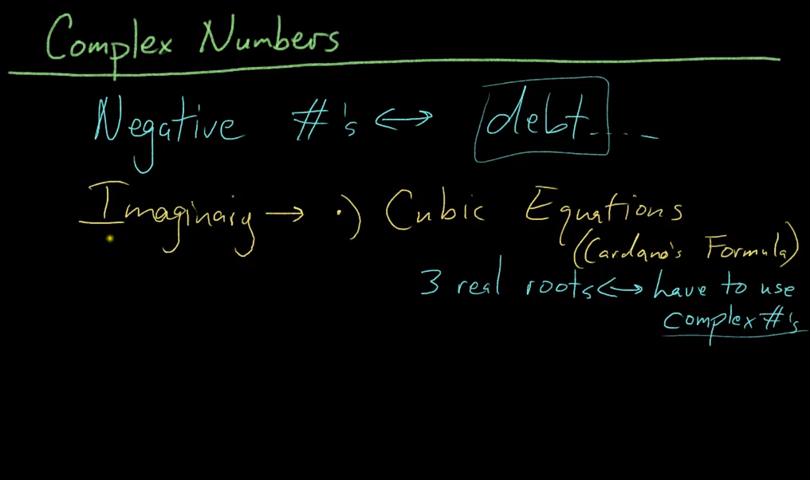 Complex Numbers
Negative #'s ↔ debt....
Imaginary → ·) Cubic Equations
(Cardano's Formula)
3 real roots ↔ have to use
complex #'s